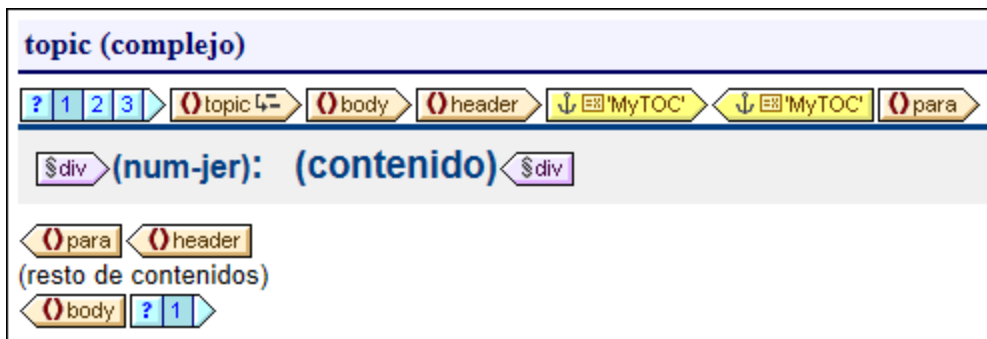 topic (complejo)
? 1 2 3 ()topic ()body ()header 'MyTOC' 'MyTOC' ()para
§div (num-jer): (contenido) §div
()para ()header
(resto de contenidos)
()body ? 1